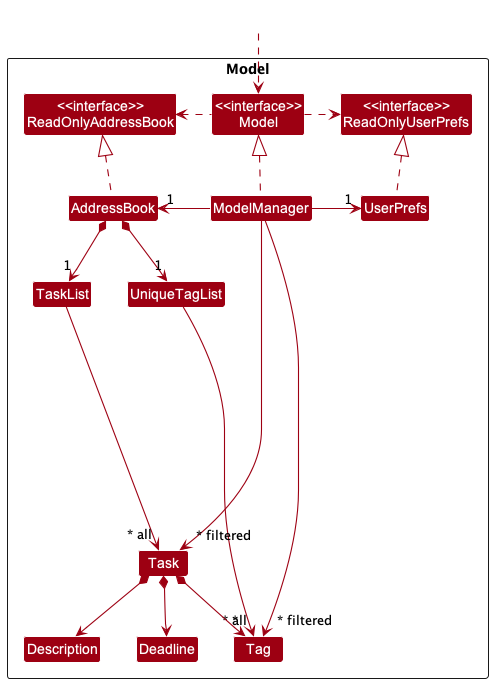 Model
<<interface>>
ReadOnlyAddressBook
<<interface>>
Model
<<interface>>
ReadOnlyUserPrefs
AddressBook
1
ModelManager
1
UserPrefs
1
1
TaskList
UniqueTagList
* all
* filtered
Task
* all
*
* filtered
Description
Deadline
Tag